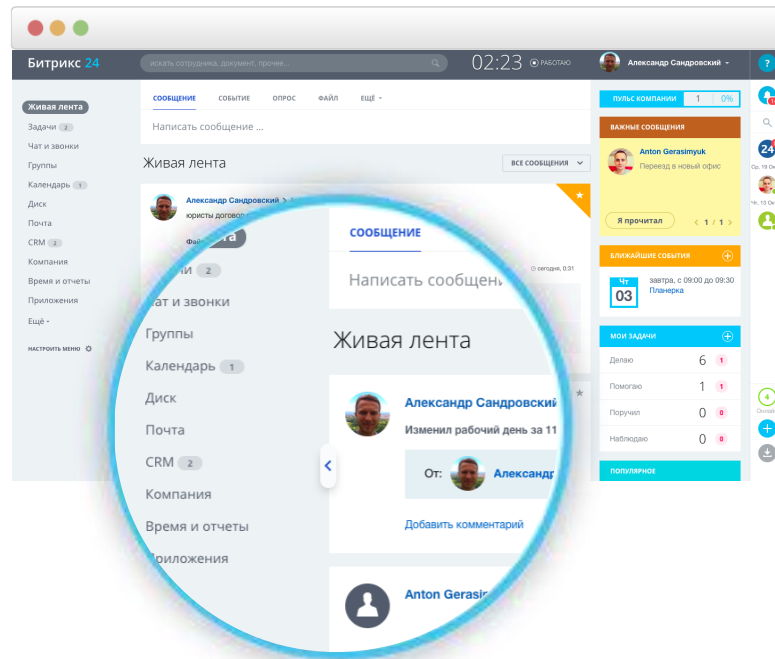 Битрикс 24
искать сотрудника, документ, прочее...
02:23 РАБОТАЮ
Александр Сандровский
?
Живая лента
Задачи 2
Чат и звонки
Группы
Календарь 1
Диск
Почта
CRM 2
Компания
Время и отчеты
Приложения
Ещё
НАСТРОИТЬ МЕНЮ
СООБЩЕНИЕ СОБЫТИЕ ОПРОС ФАЙЛ ЕЩЁ
Написать сообщение ...
Живая лента
ВСЕ СООБЩЕНИЯ
Александр Сандровский >
юристы договор
сегодня, 0:31
2
Чат и звонки
Группы
Календарь 1
Диск
Почта
CRM 2
Компания
Время и отчеты
Приложения
СООБЩЕНИЕ
Написать
Живая лента
Александр Сандровский
Изменил рабочий день за 11
От: Александр
Добавить комментарий
Anton
ПУЛЬС КОМПАНИИ 1 0%
ВАЖНЫЕ СООБЩЕНИЯ
Anton Gerasimyuk
Переезд в новый офис
Я прочитал < 1 / 1 >
БЛИЖАЙШИЕ СОБЫТИЯ
Чт
03
завтра, с 09:00 до 09:30
Планерка
МОИ ЗАДАЧИ
Делаю 6 1
Помогаю 1 1
Поручил 0 0
Наблюдаю 0 0
ПОПУЛЯРНОЕ
24
Ср, 19
Чт, 13
4